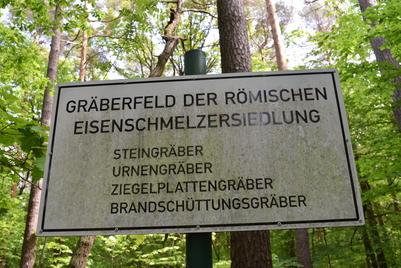 GRÄBERFELD DER RÖMISCHEN
EISENSCHMELZERSIEDLUNG
STEINGRÄBER
URNENGRÄBER
ZIEGELPLATTENGRÄBER
BRANDSCHÜTTUNGSGRÄBER